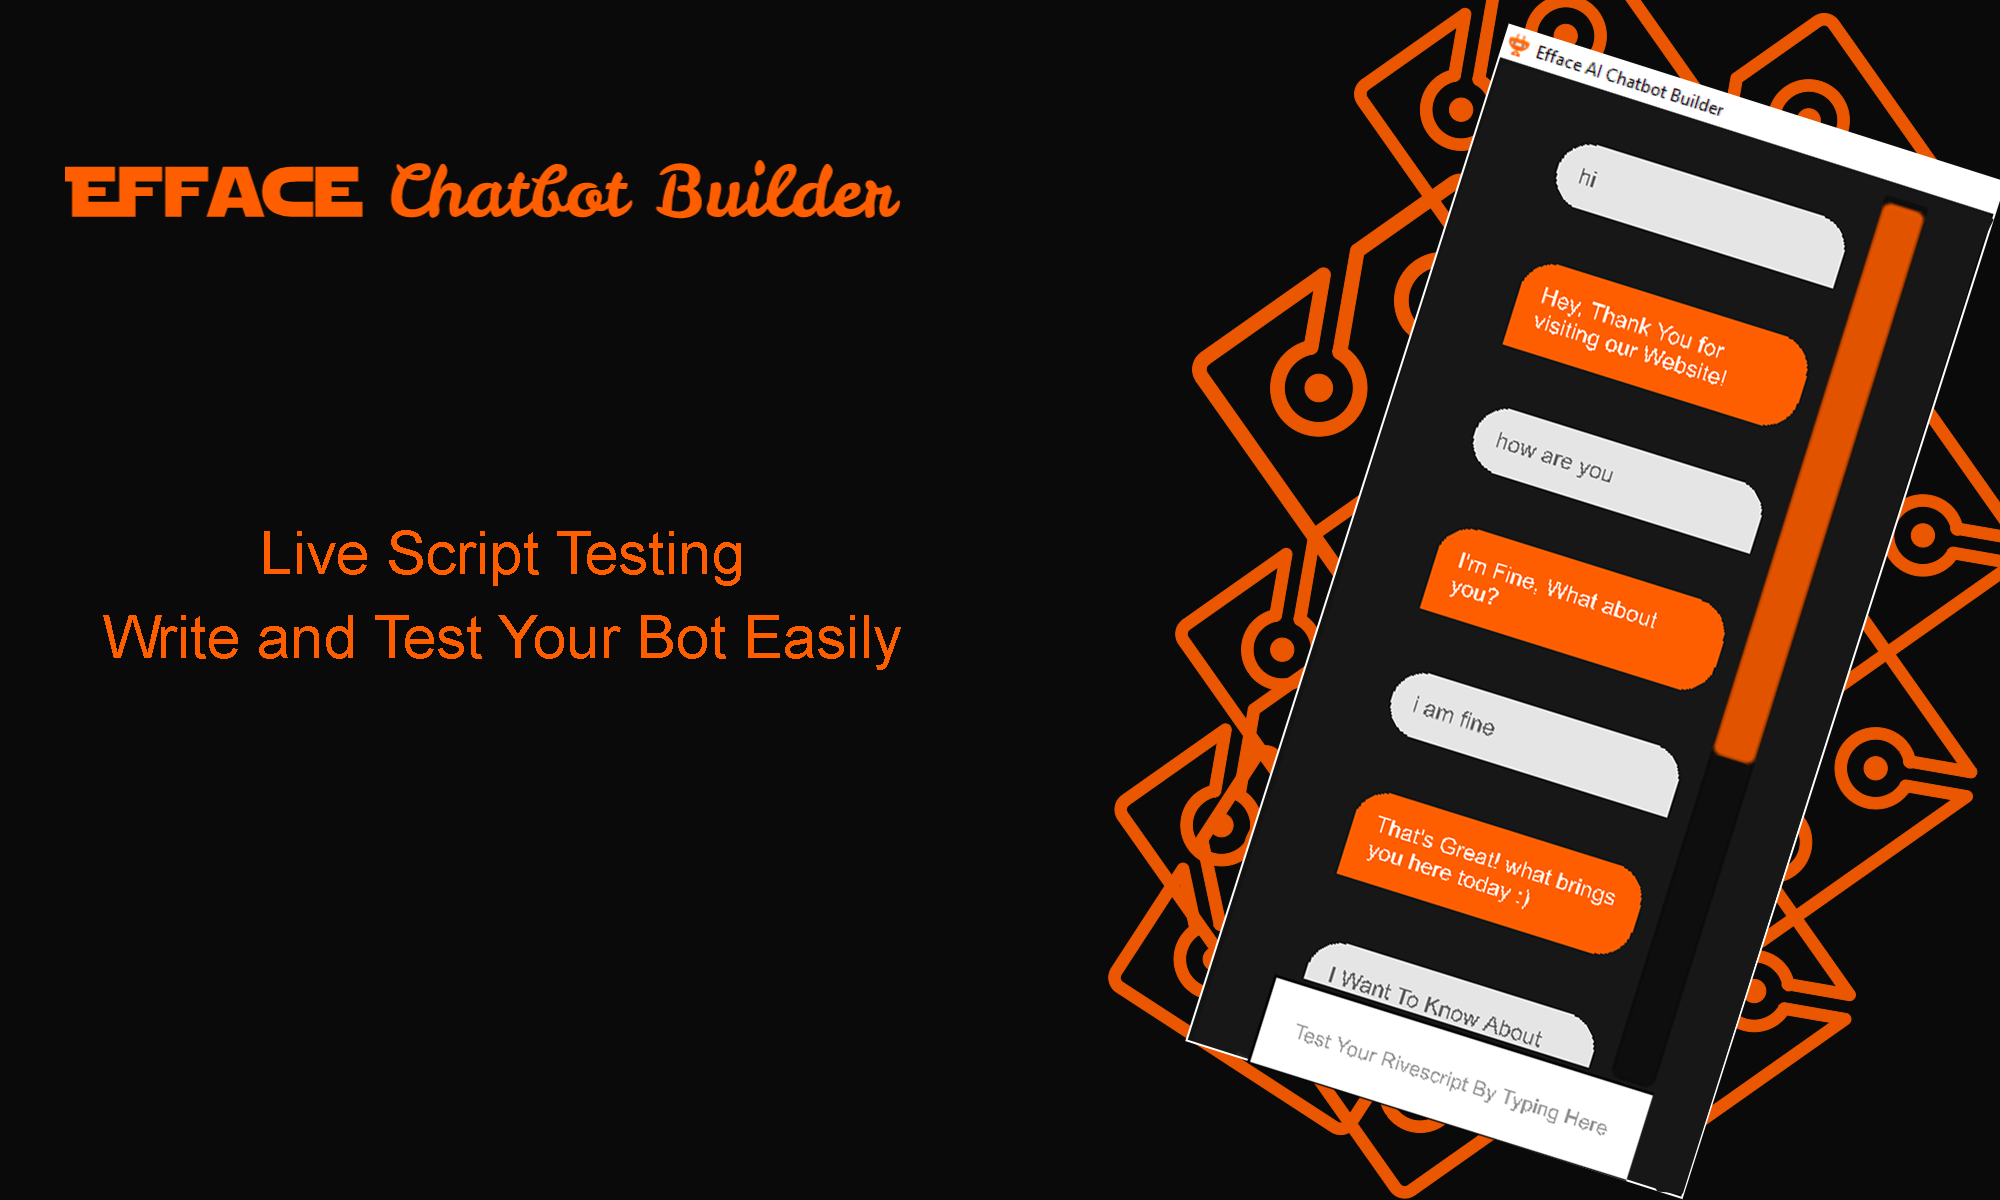 EFFACE Chatbot Builder
Live Script Testing
Write and Test Your Bot Easily
Efface AI Chatbot Builder
hi
Hey, Thank You for
visiting our Website!
how are you
I'm Fine, What about
you?
i am fine
That's Great! what brings
you here today :)
I Want To Know About
Test Your Rivescript By Typing Here